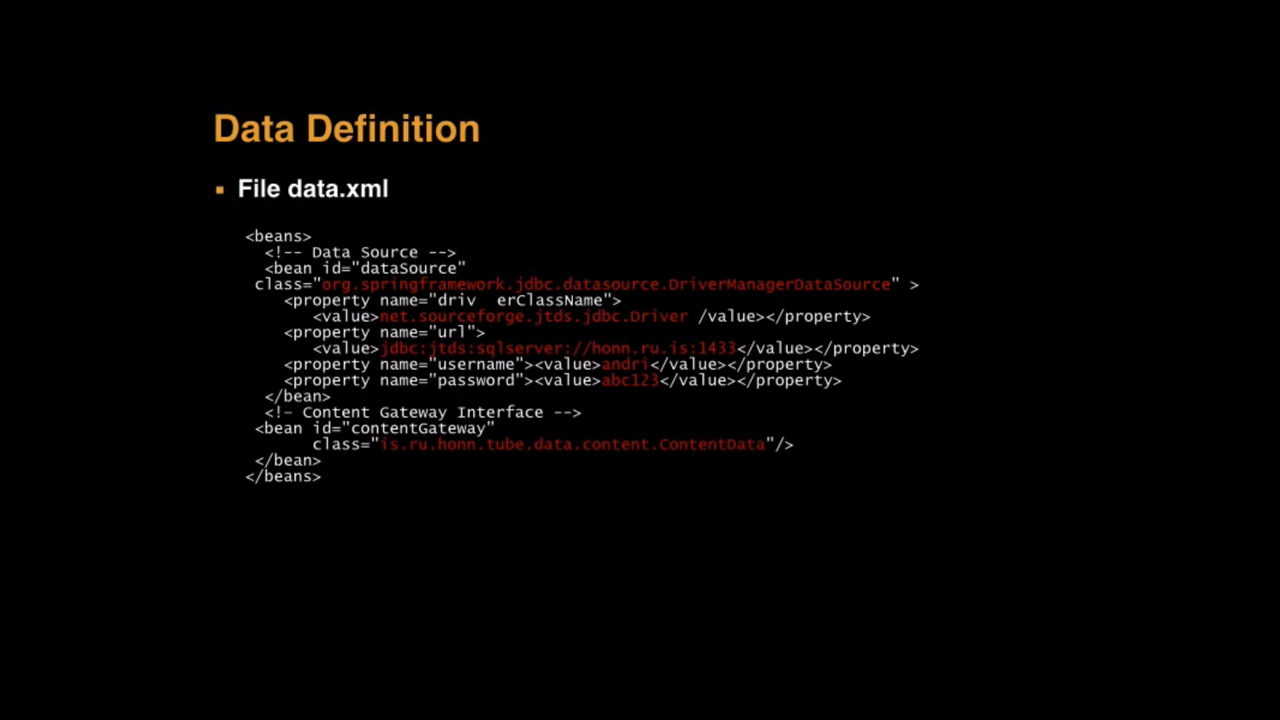 Data Definition
▪ File data.xml
<beans>
<!-- Data Source -->
<bean id="dataSource"
class="org.springframework.jdbc.datasource.DriverManagerDataSource" >
<property name="driv erClassName">
<value>net.sourceforge.jtds.jdbc.Driver /value></property>
<property name="url">
<value>jdbc:jtds:sqlserver://honn.ru.is:1433</value></property>
<property name="username"><value>andri</value></property>
<property name="password"><value>abc123</value></property>
</bean>
<!- Content Gateway Interface -->
<bean id="contentGateway"
class="is.ru.honn.tube.data.content.ContentData"/>
</bean>
</beans>